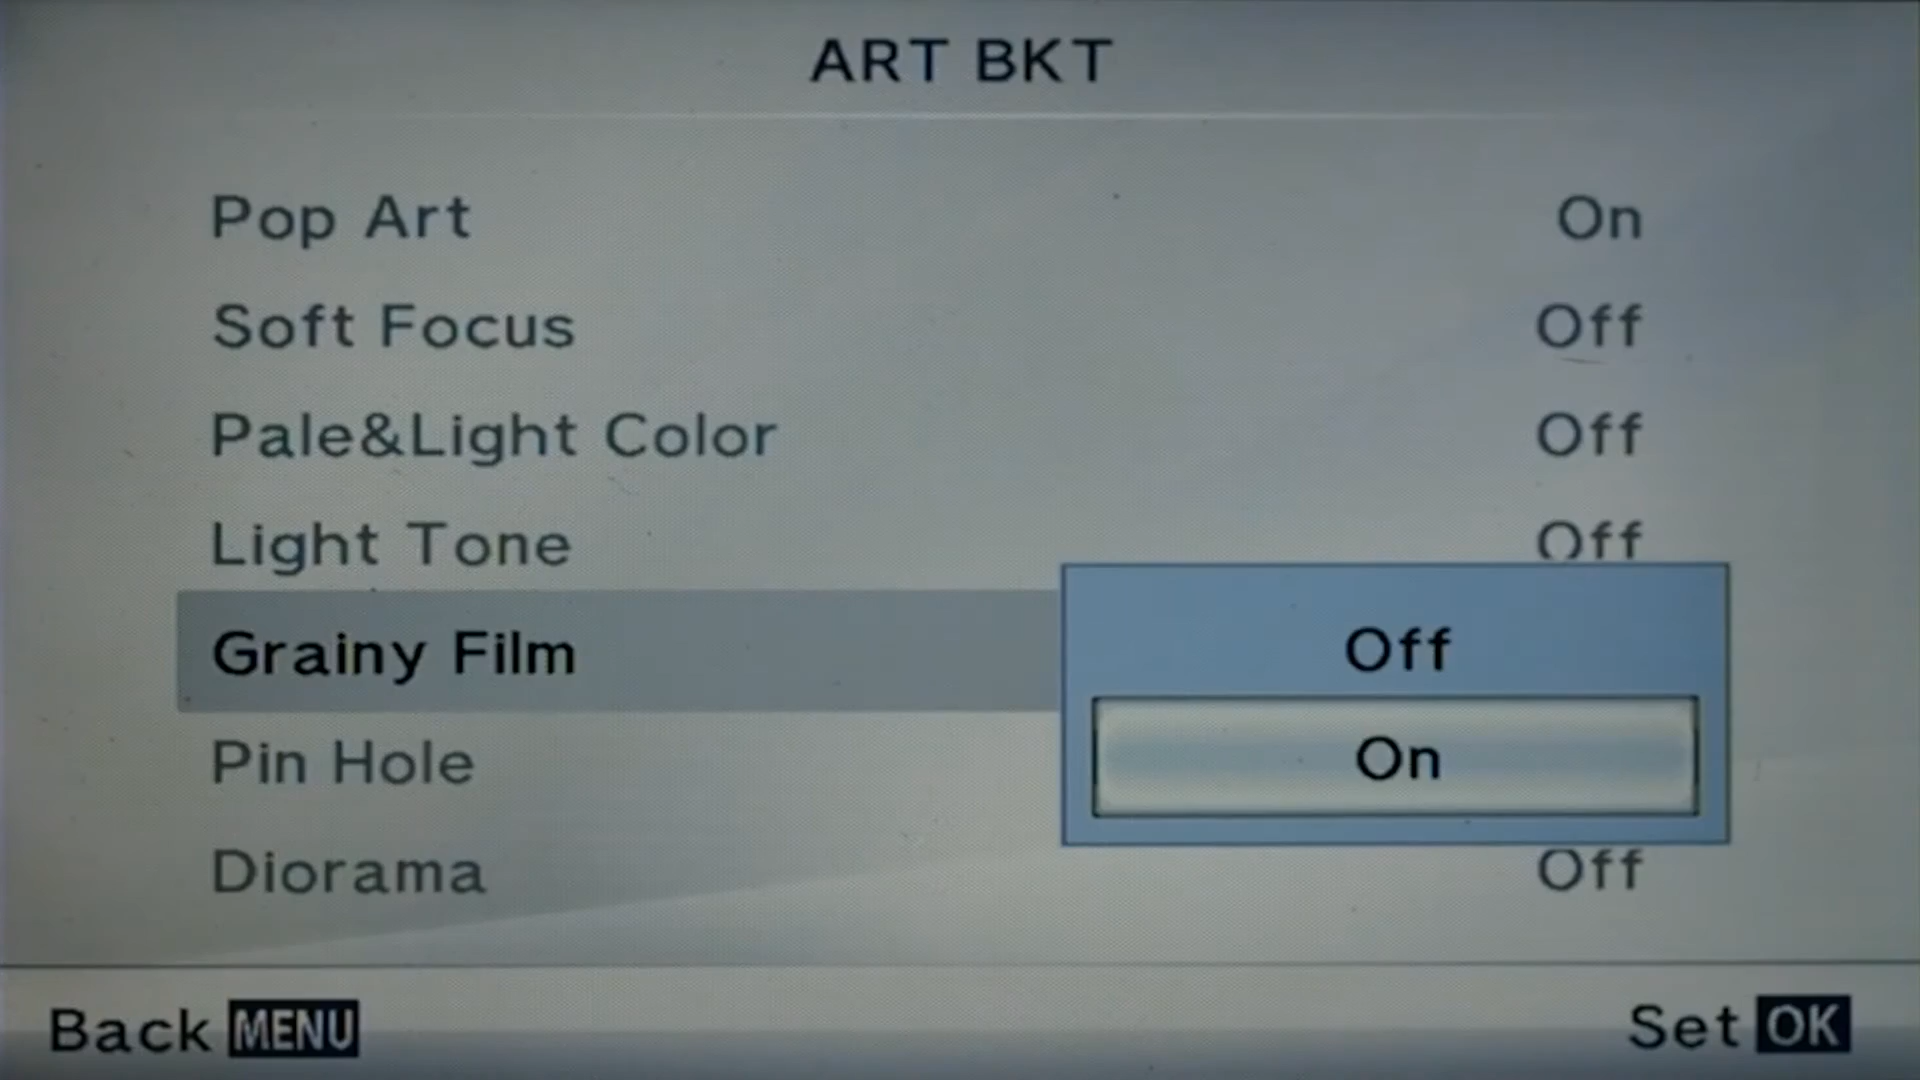 ART BKT
Pop Art On
Soft Focus Off
Pale&Light Color Off
Light Tone Off
Grainy Film Off
On
Pin Hole
Diorama Off
Back MENU Set OK